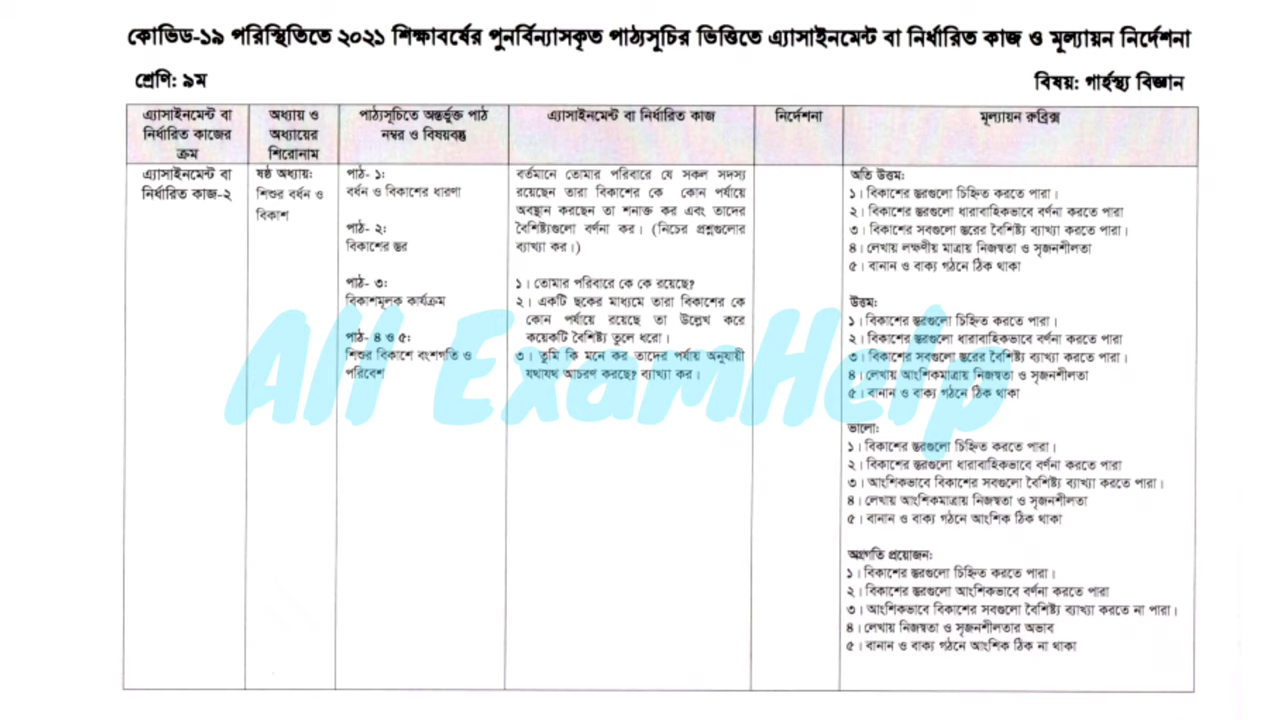 কোভিড-১৯ পরিস্থিতিতে ২০২১ শিক্ষাবর্ষের পুনর্বিন্যাসকৃত পাঠ্যসূচির ভিত্তিতে এ্যাসাইনমেন্ট বা নির্ধারিত কাজ ও মূল্যায়ন নির্দেশনা
শ্রেণি: ৯ম
বিষয়: গার্হস্থ্য বিজ্ঞান
এ্যাসাইনমেন্ট বা
নির্ধারিত কাজের
ক্রম
অধ্যায় ও
অধ্যায়ের
শিরোনাম
পাঠ্যসূচিতে অন্তর্ভুক্ত পাঠ
নম্বর ও বিষয়বস্তু
এ্যাসাইনমেন্ট বা নির্ধারিত কাজ
নির্দেশনা
মূল্যায়ন রুব্রিক্স
এ্যাসাইনমেন্ট বা
নির্ধারিত কাজ-২
ষষ্ঠ অধ্যায়:
শিশুর বর্ধন ও
বিকাশ
পাঠ- ১:
বর্ধন ও বিকাশের ধারণা
পাঠ- ২:
বিকাশের স্তর
পাঠ- ৩:
বিকাশমূলক কার্যক্রম
পাঠ- ৪ ও ৫:
শিশুর বিকাশে বংশগতি ও
পরিবেশ
বর্তমানে তোমার পরিবারে যে সকল সদস্য
রয়েছেন তারা বিকাশের কে কোন পর্যায়ে
অবস্থান করছেন তা শনাক্ত কর এবং তাদের
বৈশিষ্ট্যগুলো বর্ণনা কর। (নিচের প্রশ্নগুলোর
ব্যাখ্যা কর।)
১। তোমার পরিবারে কে কে রয়েছে?
২। একটি ছকের মাধ্যমে তারা বিকাশের কে
কোন পর্যায়ে রয়েছে তা উল্লেখ করে
কয়েকটি বৈশিষ্ট্য তুলে ধরো।
৩। তুমি কি মনে কর তাদের পর্যায় অনুযায়ী
যথাযথ আচরণ করছে? ব্যাখ্যা কর।
অতি উত্তম:
১। বিকাশের স্তরগুলো চিহ্নিত করতে পারা।
২। বিকাশের স্তরগুলো ধারাবাহিকভাবে বর্ণনা করতে পারা
৩। বিকাশের সবগুলো স্তরের বৈশিষ্ট্য ব্যাখ্যা করতে পারা।
৪। লেখায় লক্ষণীয় মাত্রায় নিজস্বতা ও সৃজনশীলতা
৫। বানান ও বাক্য গঠনে ঠিক থাকা
উত্তম:
১। বিকাশের স্তরগুলো চিহ্নিত করতে পারা।
২। বিকাশের স্তরগুলো ধারাবাহিকভাবে বর্ণনা করতে পারা
৩। বিকাশের সবগুলো স্তরের বৈশিষ্ট্য ব্যাখ্যা করতে পারা।
৪। লেখায় আংশিকমাত্রায় নিজস্বতা ও সৃজনশীলতা
৫। বানান ও বাক্য গঠনে ঠিক থাকা
ভালো:
১। বিকাশের স্তরগুলো চিহ্নিত করতে পারা।
২। বিকাশের স্তরগুলো ধারাবাহিকভাবে বর্ণনা করতে পারা
৩। আংশিকভাবে বিকাশের সবগুলো বৈশিষ্ট্য ব্যাখ্যা করতে পারা।
৪। লেখায় আংশিকমাত্রায় নিজস্বতা ও সৃজনশীলতা
৫। বানান ও বাক্য গঠনে আংশিক ঠিক থাকা
অগ্রগতি প্রয়োজন:
১। বিকাশের স্তরগুলো চিহ্নিত করতে পারা।
২। বিকাশের স্তরগুলো আংশিকভাবে বর্ণনা করতে পারা
৩। আংশিকভাবে বিকাশের সবগুলো বৈশিষ্ট্য ব্যাখ্যা করতে না পারা।
৪। লেখায় নিজস্বতা ও সৃজনশীলতার অভাব
৫। বানান ও বাক্য গঠনে আংশিক ঠিক না থাকা
All ExamHelp